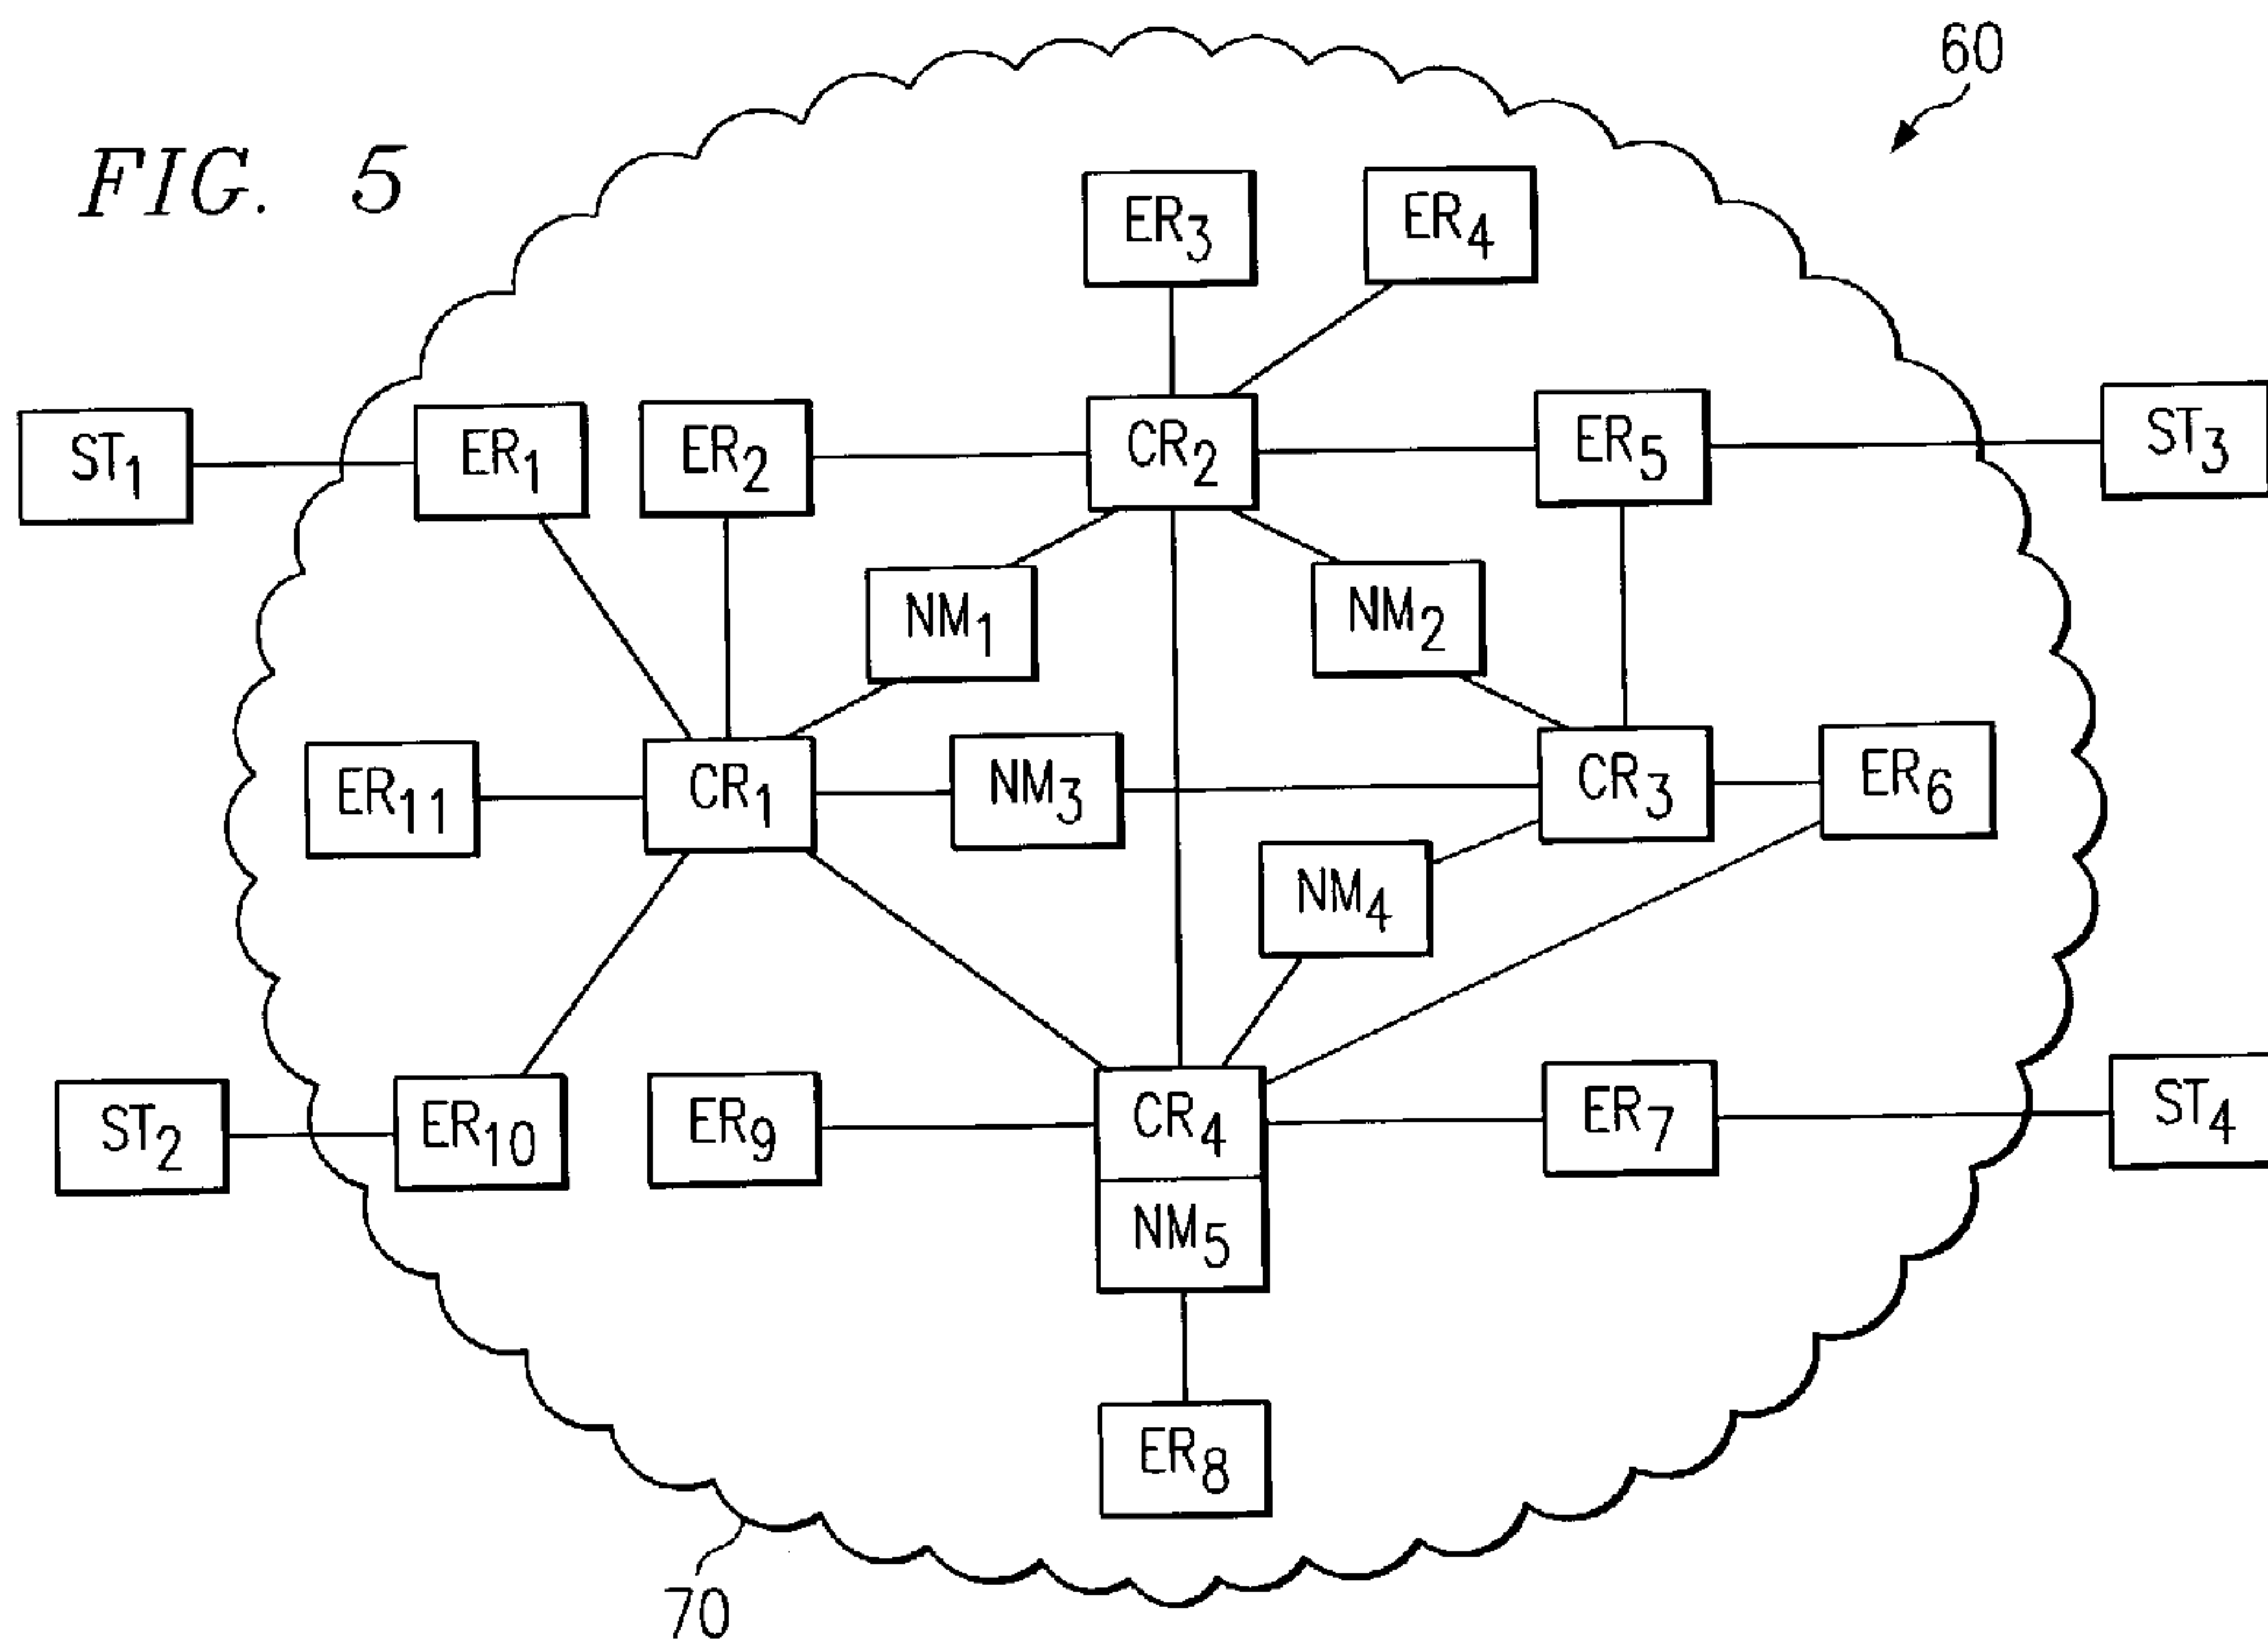 60
FIG. 5
ER3 ER4
ST1 ER1 ER2 CR2 ER5 ST3
NM1 NM2
ER11 CR1 NM3 CR3 ER6
NM4
ST2 ER10 ER9 CR4 ER7 ST4
NM5
ER8
70